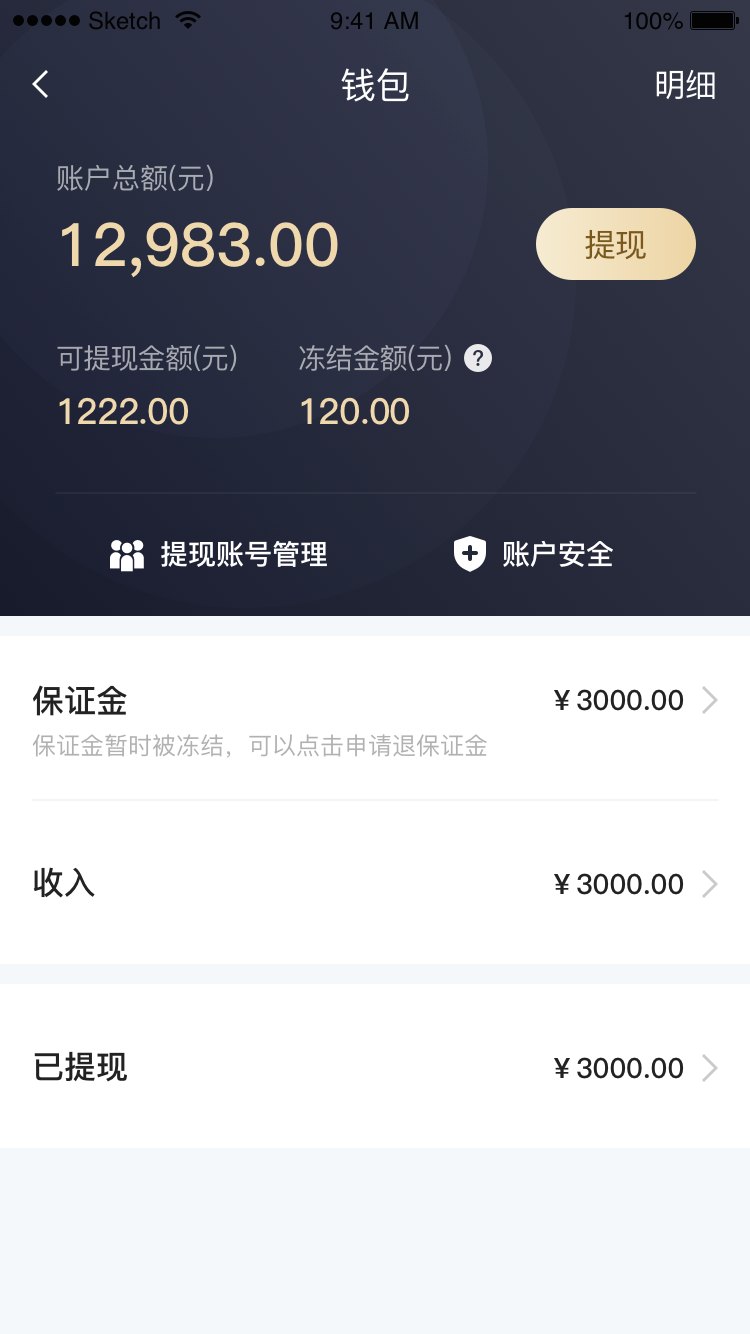 Sketch 9:41 AM 100%
钱包 明细
账户总额(元)
12,983.00 提现
可提现金额(元) 冻结金额(元) ?
1222.00 120.00
提现账号管理 账户安全
保证金 ¥ 3000.00
保证金暂时被冻结，可以点击申请退保证金
收入 ¥ 3000.00
已提现 ¥ 3000.00